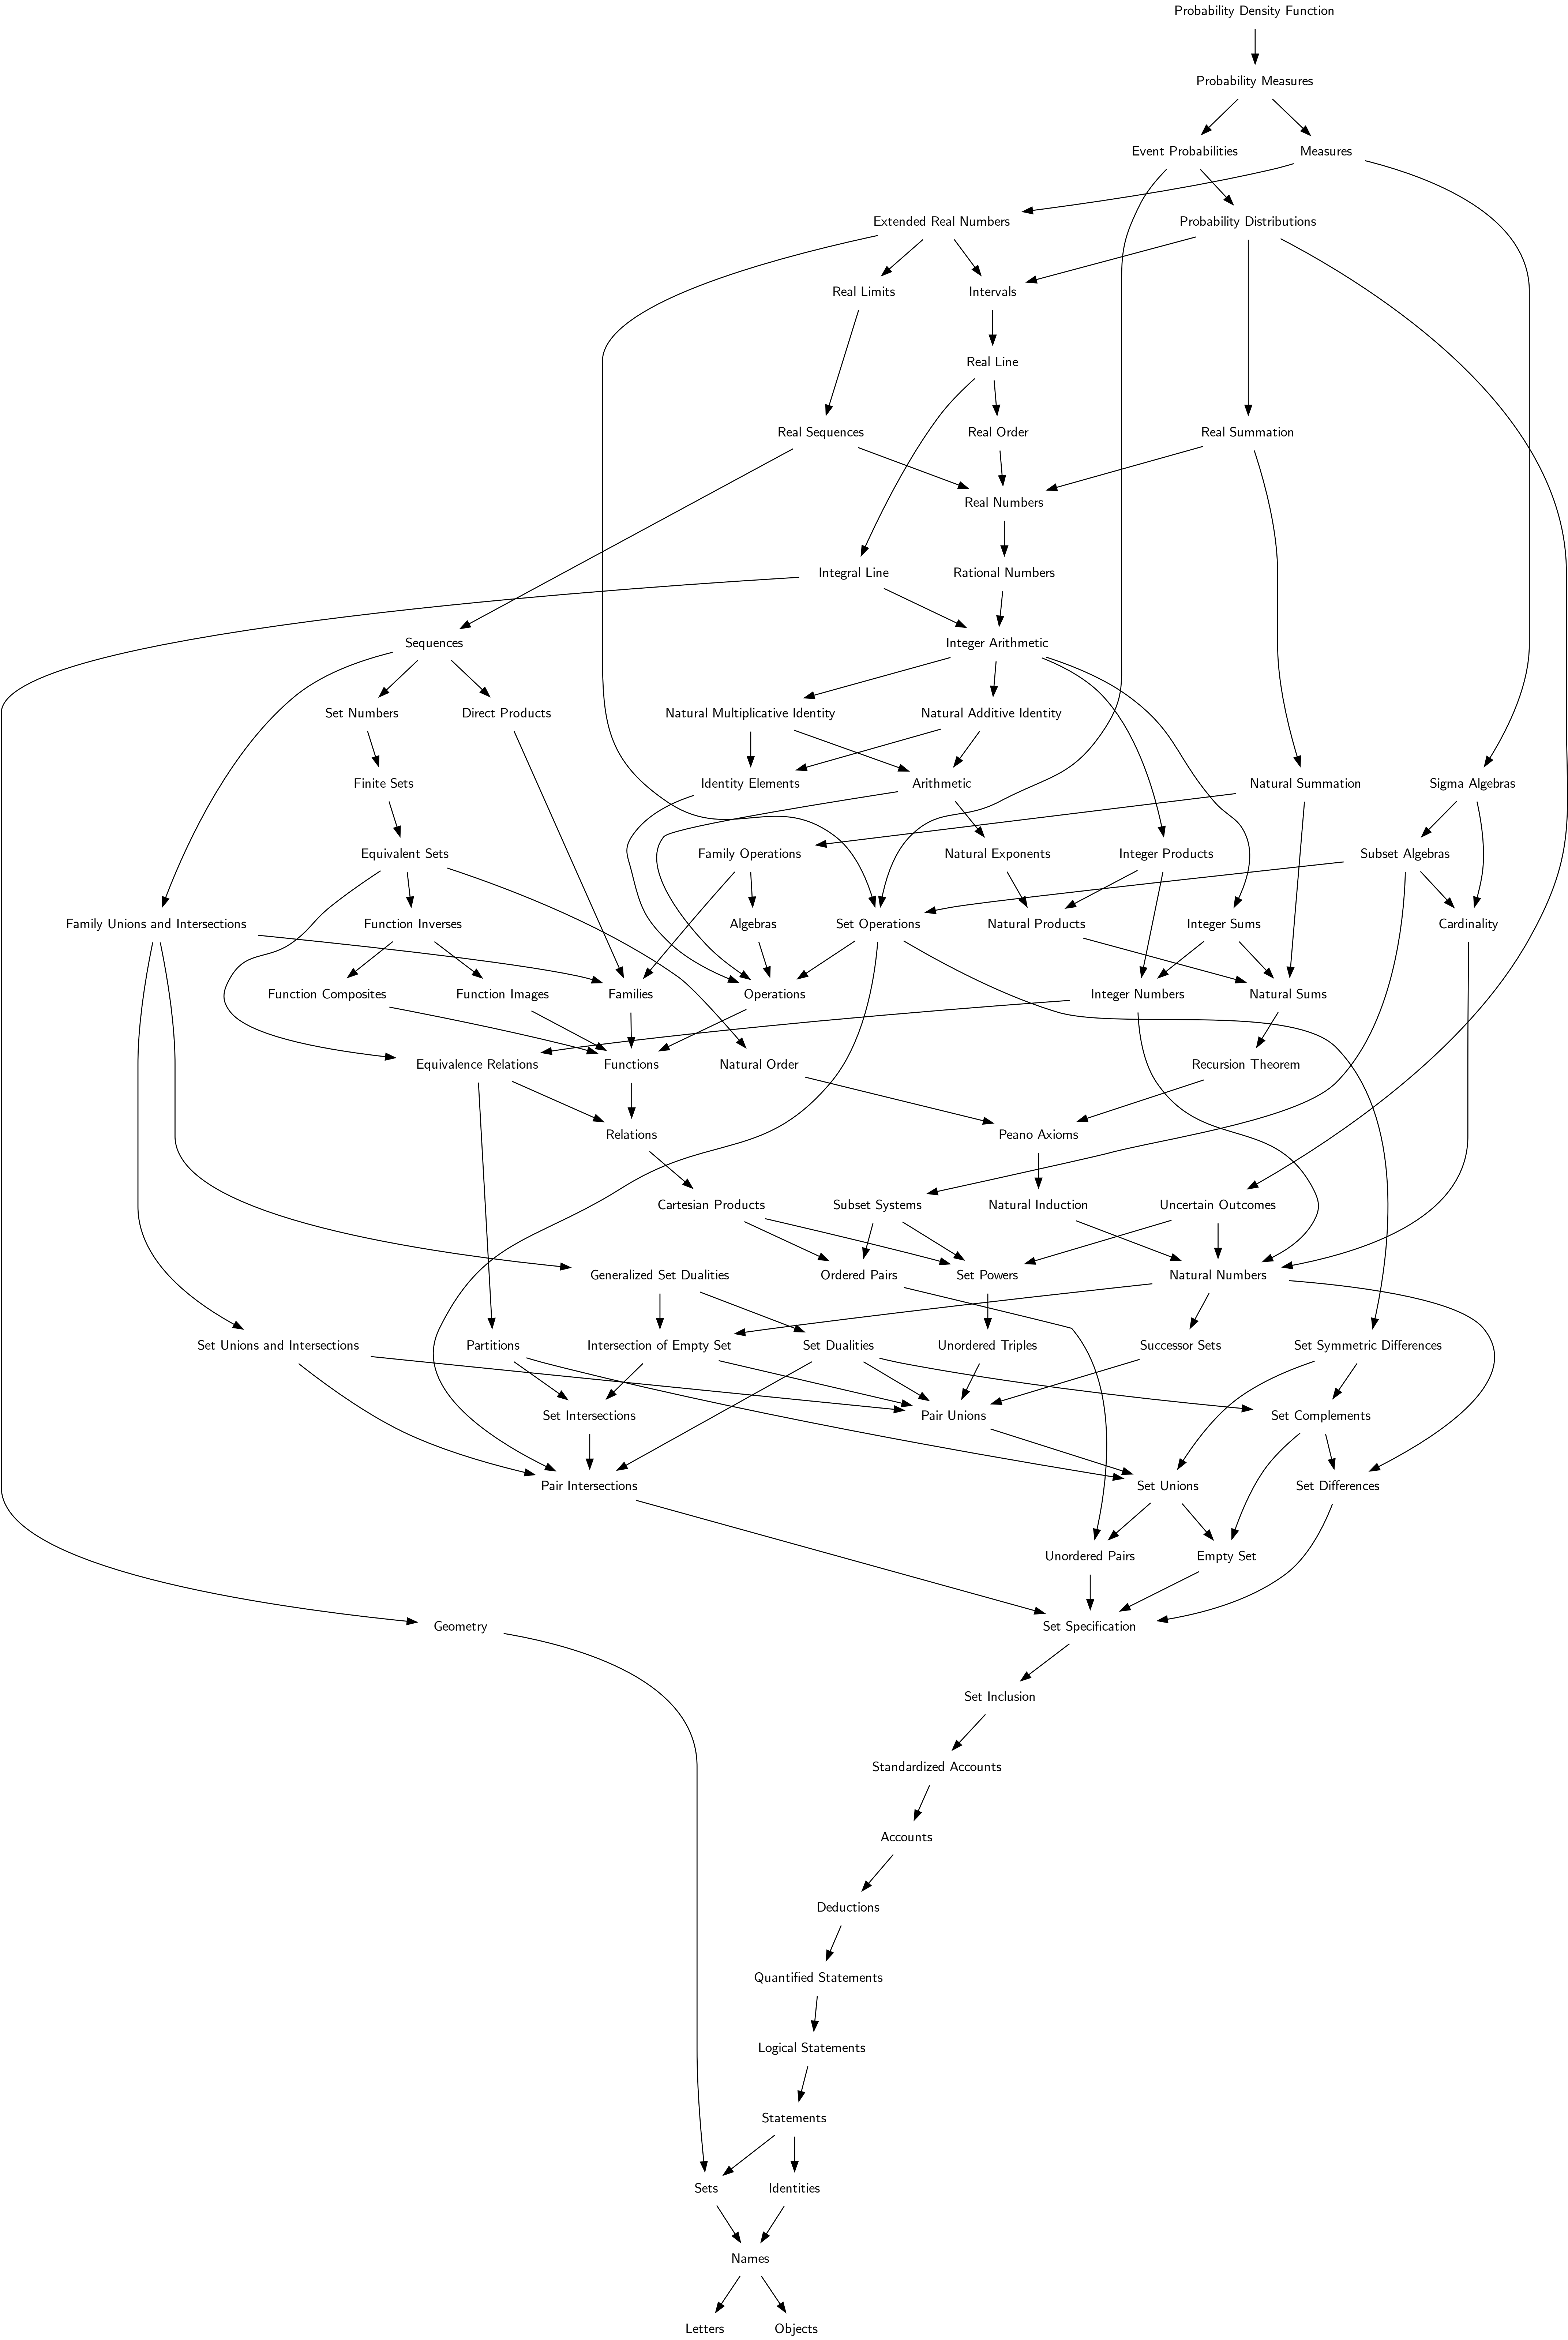 Probability Density Function
Probability Measures
Event Probabilities
Measures
Extended Real Numbers
Probability Distributions
Real Limits
Intervals
Real Line
Real Sequences
Real Order
Real Summation
Real Numbers
Integral Line
Rational Numbers
Sequences
Integer Arithmetic
Set Numbers
Direct Products
Natural Multiplicative Identity
Natural Additive Identity
Finite Sets
Identity Elements
Arithmetic
Natural Summation
Sigma Algebras
Equivalent Sets
Family Operations
Natural Exponents
Integer Products
Subset Algebras
Family Unions and Intersections
Function Inverses
Algebras
Set Operations
Natural Products
Integer Sums
Cardinality
Function Composites
Function Images
Families
Operations
Integer Numbers
Natural Sums
Equivalence Relations
Functions
Natural Order
Recursion Theorem
Relations
Peano Axioms
Cartesian Products
Subset Systems
Natural Induction
Uncertain Outcomes
Generalized Set Dualities
Ordered Pairs
Set Powers
Natural Numbers
Set Unions and Intersections
Partitions
Intersection of Empty Set
Set Dualities
Unordered Triples
Successor Sets
Set Symmetric Differences
Set Intersections
Pair Unions
Set Complements
Pair Intersections
Set Unions
Set Differences
Unordered Pairs
Empty Set
Geometry
Set Specification
Set Inclusion
Standardized Accounts
Accounts
Deductions
Quantified Statements
Logical Statements
Statements
Sets
Identities
Names
Letters
Objects